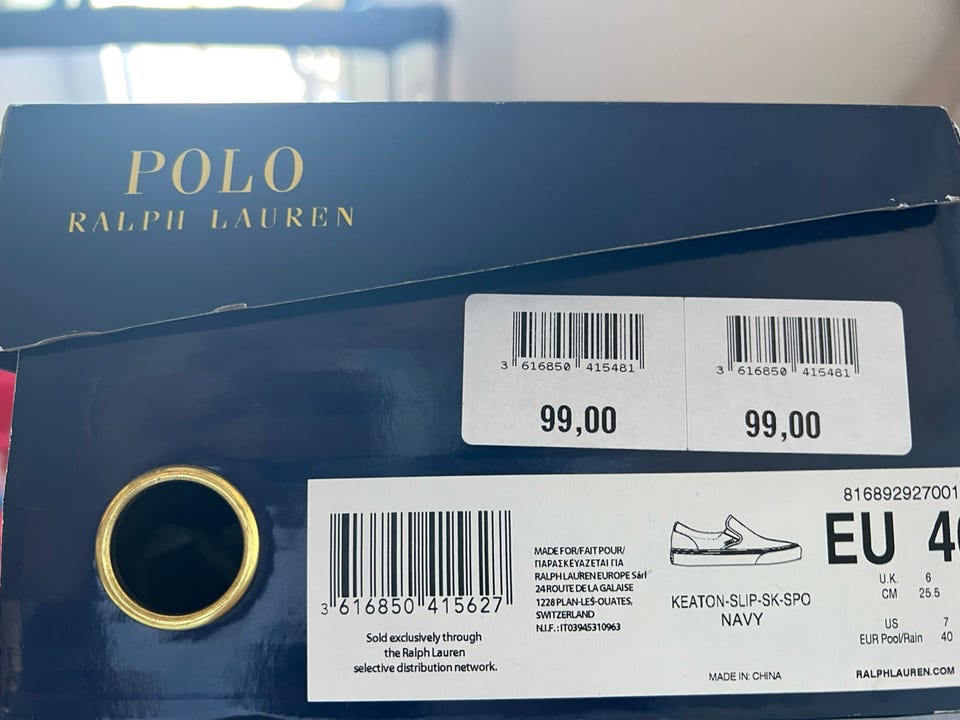 POLO
RALPH LAUREN
3 616850 415481
99,00
3 616850 415481
99,00
3 616850 415627
Sold exclusively through
the Ralph Lauren
selective distribution network.
MADE FOR/FAIT POUR/
ΠΑΡΑΣΚΕΥΑΖΕΤΑΙ ΓΙΑ
RALPH LAUREN EUROPE Sàrl
24 ROUTE DE LA GALAISE
1228 PLAN-LES-OUATES,
SWITZERLAND
N.I.F.:IT03945310963
KEATON-SLIP-SK-SPO
NAVY
MADE IN: CHINA
816892927001
EU 40
U.K. 6
CM 25.5
US 7
EUR Pool/Rain 40
RALPHLAUREN.COM